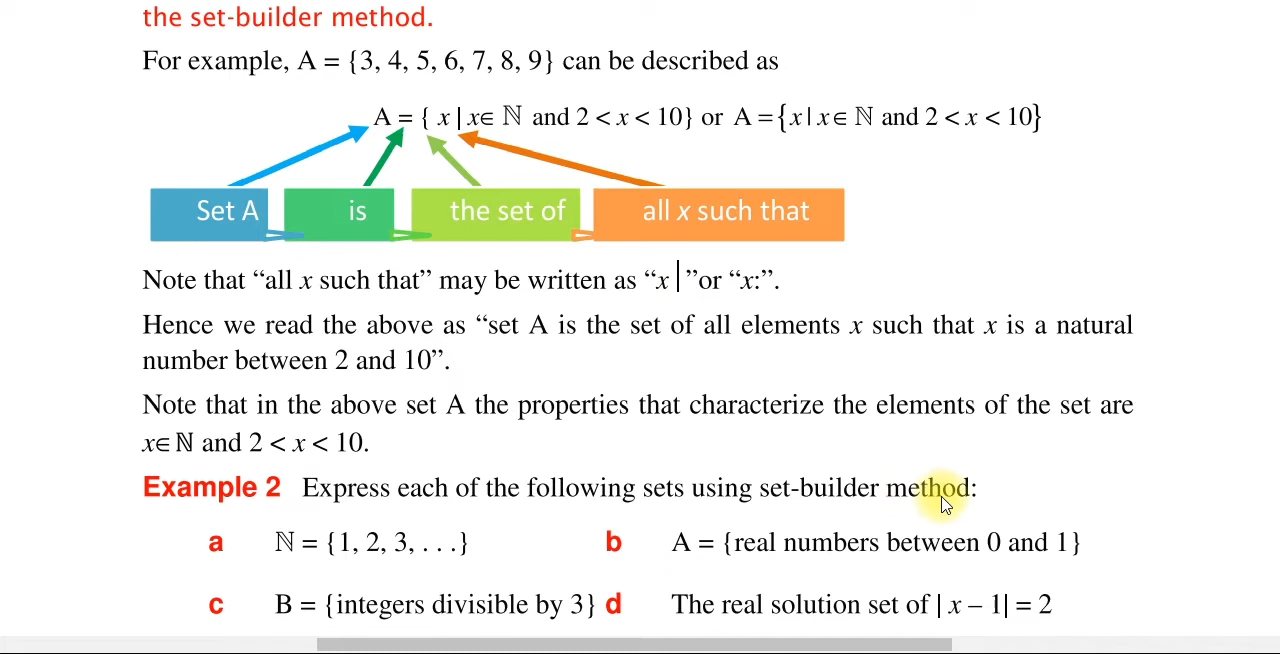 the set-builder method.
For example, A = {3, 4, 5, 6, 7, 8, 9} can be described as
A = { x | x∈ ℕ and 2 < x < 10} or A = {x | x ∈ ℕ and 2 < x < 10}
Set A is the set of all x such that
Note that “all x such that” may be written as “x | ”or “x:”.
Hence we read the above as “set A is the set of all elements x such that x is a natural
number between 2 and 10”.
Note that in the above set A the properties that characterize the elements of the set are
x∈ ℕ and 2 < x < 10.
Example 2 Express each of the following sets using set-builder method:
a ℕ = {1, 2, 3, . . .} b A = {real numbers between 0 and 1}
c B = {integers divisible by 3} d The real solution set of | x – 1| = 2